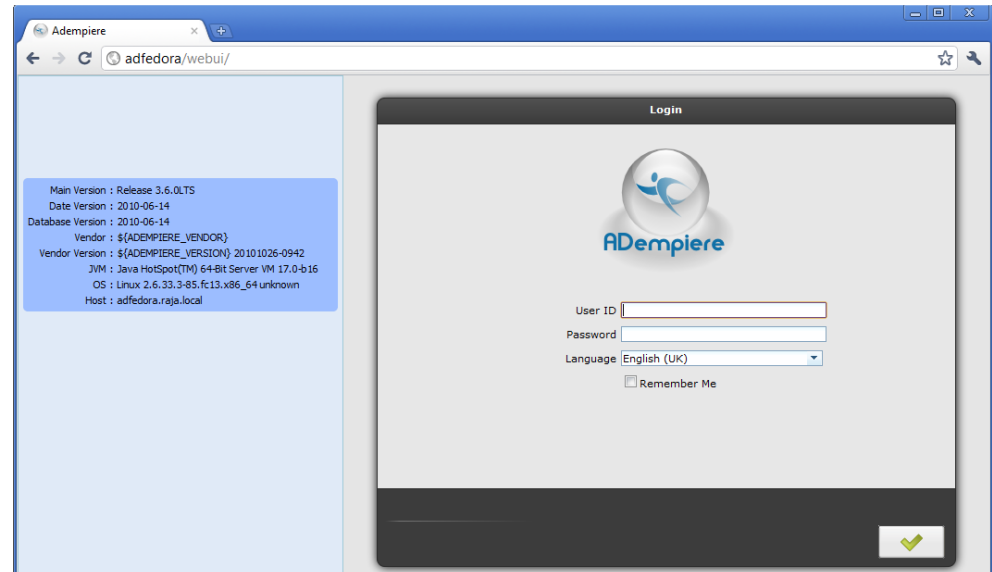 Adempiere
adfedora/webui/
Main Version : Release 3.6.0LTS
Date Version : 2010-06-14
Database Version : 2010-06-14
Vendor : ${ADEMPIERE_VENDOR}
Vendor Version : ${ADEMPIERE_VERSION} 20101026-0942
JVM : Java HotSpot(TM) 64-Bit Server VM 17.0-b16
OS : Linux 2.6.33.3-85.fc13.x86_64 unknown
Host : adfedora.raja.local
Login
ADempiere
User ID
Password
Language English (UK)
Remember Me